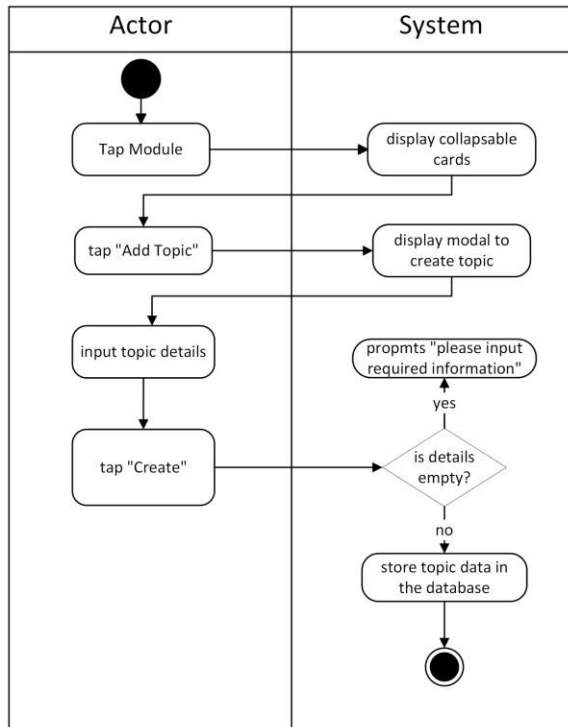 Actor
System
Tap Module
display collapsable
cards
tap "Add Topic"
display modal to
create topic
input topic details
propmts "please input
required information"
yes
tap "Create"
is details
empty?
no
store topic data in
the database